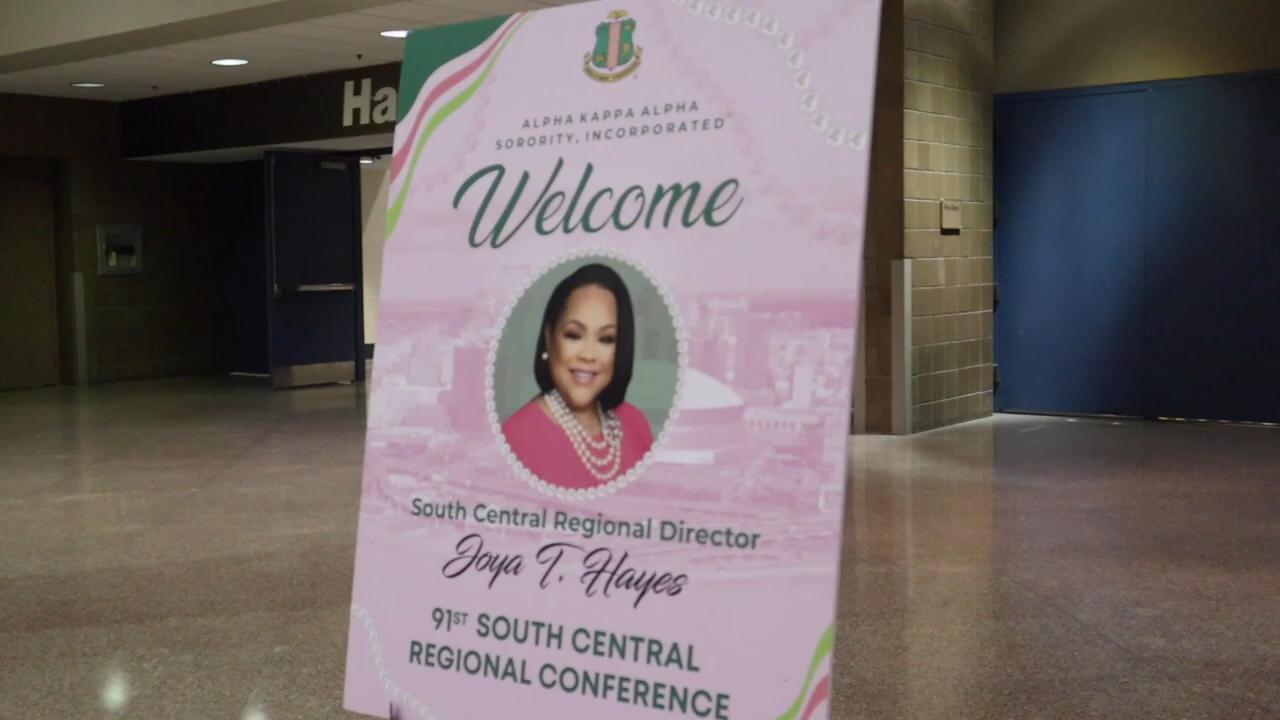 Ha
ALPHA KAPPA ALPHA
SORORITY, INCORPORATED
Welcome
South Central Regional Director
Joya T. Hayes
91ST SOUTH CENTRAL
REGIONAL CONFERENCE